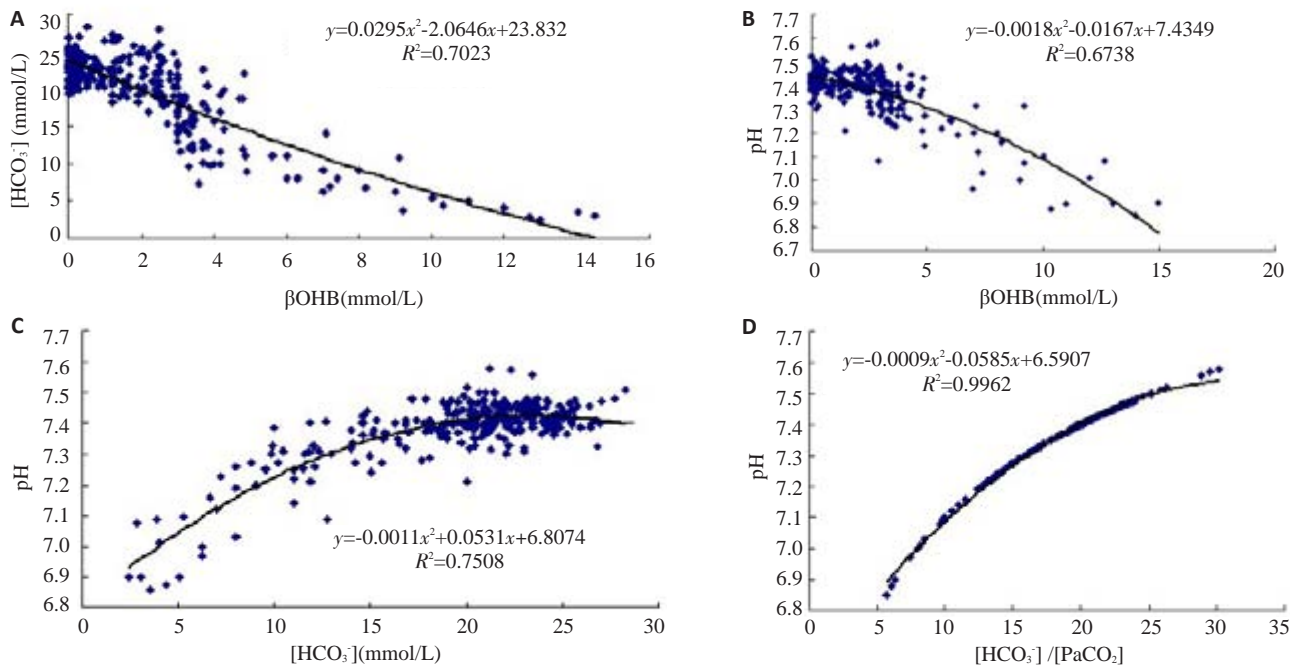 A
y=0.0295x²-2.0646x+23.832
R²=0.7023
30
25
20
10
15
10
5
0
0 2 4 6 8 10 12 14 16
[HCO₃⁻] (mmol/L)
βOHB(mmol/L)
B
y=-0.0018x²-0.0167x+7.4349
R²=0.6738
7.7
7.6
7.5
7.4
7.3
7.2
7.1
7.0
6.9
6.8
6.7
0 5 10 15 20
pH
βOHB(mmol/L)
C
7.7
7.6
7.5
7.4
7.3
7.2
7.1
7.0
6.9
6.8
0 5 10 15 20 25 30
pH
y=-0.0011x²+0.0531x+6.8074
R²=0.7508
[HCO₃⁻](mmol/L)
D
y=-0.0009x²-0.0585x+6.5907
R²=0.9962
7.7
7.6
7.5
7.4
7.3
7.2
7.1
7.0
6.9
6.8
0 5 10 15 20 25 30 35
pH
[HCO₃⁻] /[PaCO₂]